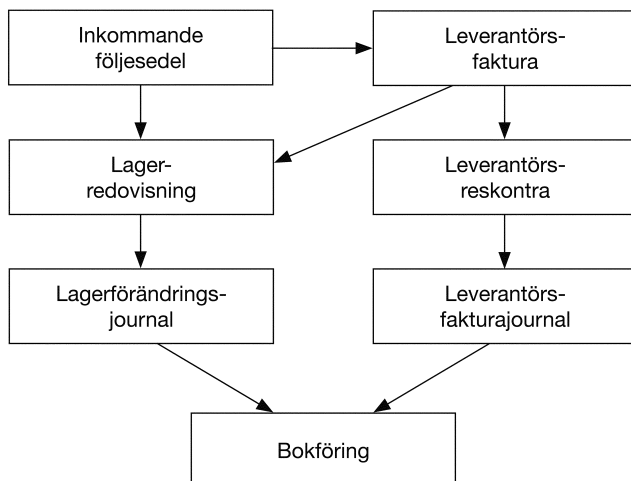 Inkommande
följesedel
Leverantörs-
faktura
Lager-
redovisning
Leverantörs-
reskontra
Lagerförändrings-
journal
Leverantörs-
fakturajournal
Bokföring